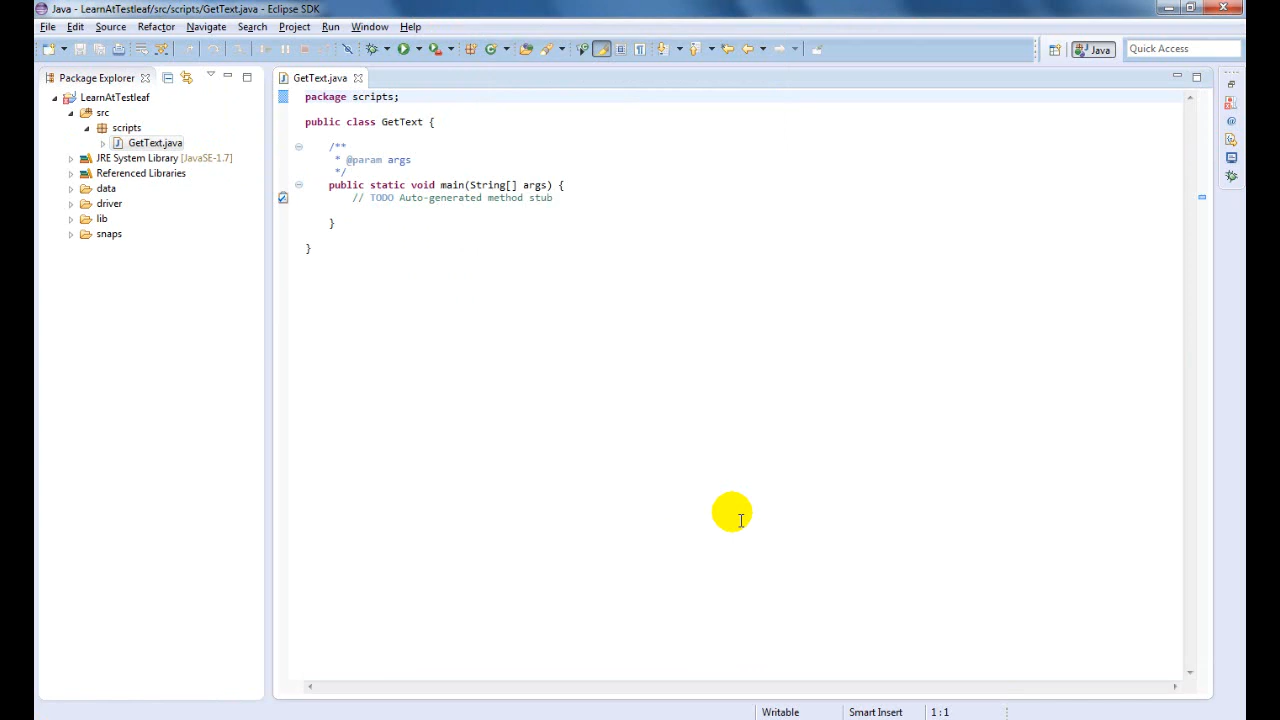 Java - LearnAtTestleaf/src/scripts/GetText.java - Eclipse SDK
File Edit Source Refactor Navigate Search Project Run Window Help
Java
Quick Access
Package Explorer
LearnAtTestleaf
src
scripts
GetText.java
JRE System Library [JavaSE-1.7]
Referenced Libraries
data
driver
lib
snaps
GetText.java
package scripts;
public class GetText {
/**
* @param args
*/
public static void main(String[] args) {
// TODO Auto-generated method stub
}
}
Writable Smart Insert 1 : 1